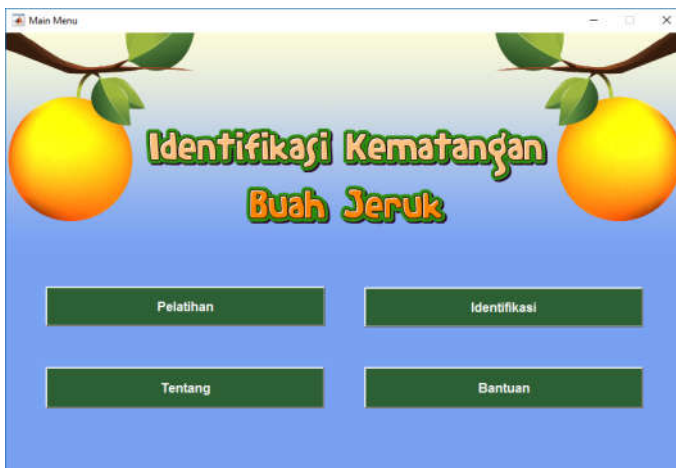 Main Menu
Identifikasi Kematangan
Buah Jeruk
Pelatihan
Identifikasi
Tentang
Bantuan